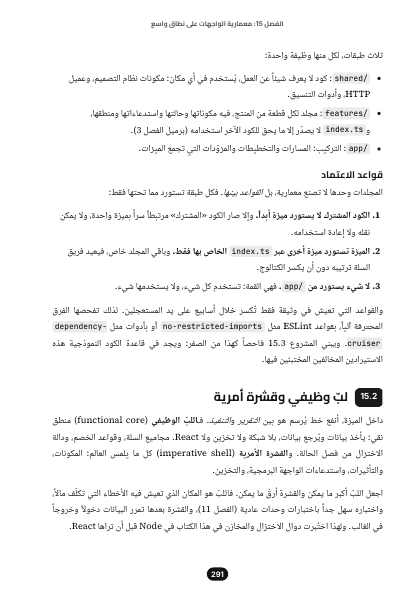 الفصل 15: معمارية الواجهات على نطاق واسع
ثلاث طبقات، لكل منها وظيفة واحدة:
• shared/ : كود لا يعرف شيئاً عن العمل، يُستخدم في أي مكان: مكونات نظام التصميم، وعميل
HTTP، وأدوات التنسيق.
• features/ : مجلد لكل قطعة من المنتج، فيه مكوناتها وحالتها واستدعاءاتها ومنطقها،
و index.ts لا يصدّر إلا ما يحق للكود الآخر استخدامه (برميل الفصل 3).
• app/ : التركيب: المسارات والتخطيطات والمزوّدات التي تجمع الميزات.
قواعد الاعتماد
المجلدات وحدها لا تصنع معمارية، بل القواعد بينها. فكل طبقة تستورد مما تحتها فقط:
1. الكود المشترك لا يستورد ميزة أبداً. وإلا صار الكود «المشترك» مرتبطاً سراً بميزة واحدة، ولا يمكن
نقله ولا إعادة استخدامه.
2. الميزة تستورد ميزة أخرى عبر index.ts الخاص بها فقط. وباقي المجلد خاص، فيعيد فريق
السلة ترتيبه دون أن يكسر الكتالوج.
3. لا شيء يستورد من app/ . فهي القمة: تستخدم كل شيء، ولا يستخدمها شيء.
والقواعد التي تعيش في وثيقة فقط تُكسر خلال أسابيع على يد المستعجلين. لذلك تفحصها الفرق
المحترفة آلياً، بقواعد ESLint مثل no-restricted-imports أو بأدوات مثل dependency-
cruiser. ويبني المشروع 15.3 فاحصاً كهذا من الصفر: ويجد في قاعدة الكود النموذجية هذه
الاستيرادين المخالفين المختبئين فيها.
15.2 لبّ وظيفي وقشرة أمرية
داخل الميزة، أنفع خط يُرسم هو بين التقرير والتنفيذ. فـاللبّ الوظيفي (functional core) منطق
نقي: يأخذ بيانات ويُرجع بيانات، بلا شبكة ولا تخزين ولا React. مجاميع السلة، وقواعد الخصم، ودالة
الاختزال من فصل الحالة. والقشرة الأمرية (imperative shell) كل ما يلمس العالم: المكونات،
والتأثيرات، واستدعاءات الواجهة البرمجية، والتخزين.
اجعل اللبّ أكبر ما يمكن والقشرة أرقّ ما يمكن. فاللبّ هو المكان الذي تعيش فيه الأخطاء التي تكلّف مالاً،
واختباره سهل جداً باختبارات وحدات عادية (الفصل 11)، والقشرة بعدها تمرر البيانات دخولاً وخروجاً
في الغالب. ولهذا اختُبرت دوال الاختزال والمخازن في هذا الكتاب في Node قبل أن تراها React.
291